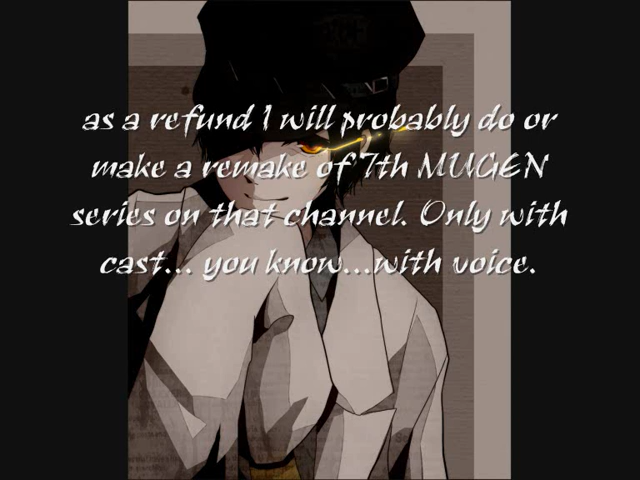 as a refund I will probably do or
make a remake of 7th MUGEN
series on that channel. Only with
cast... you know...with voice.